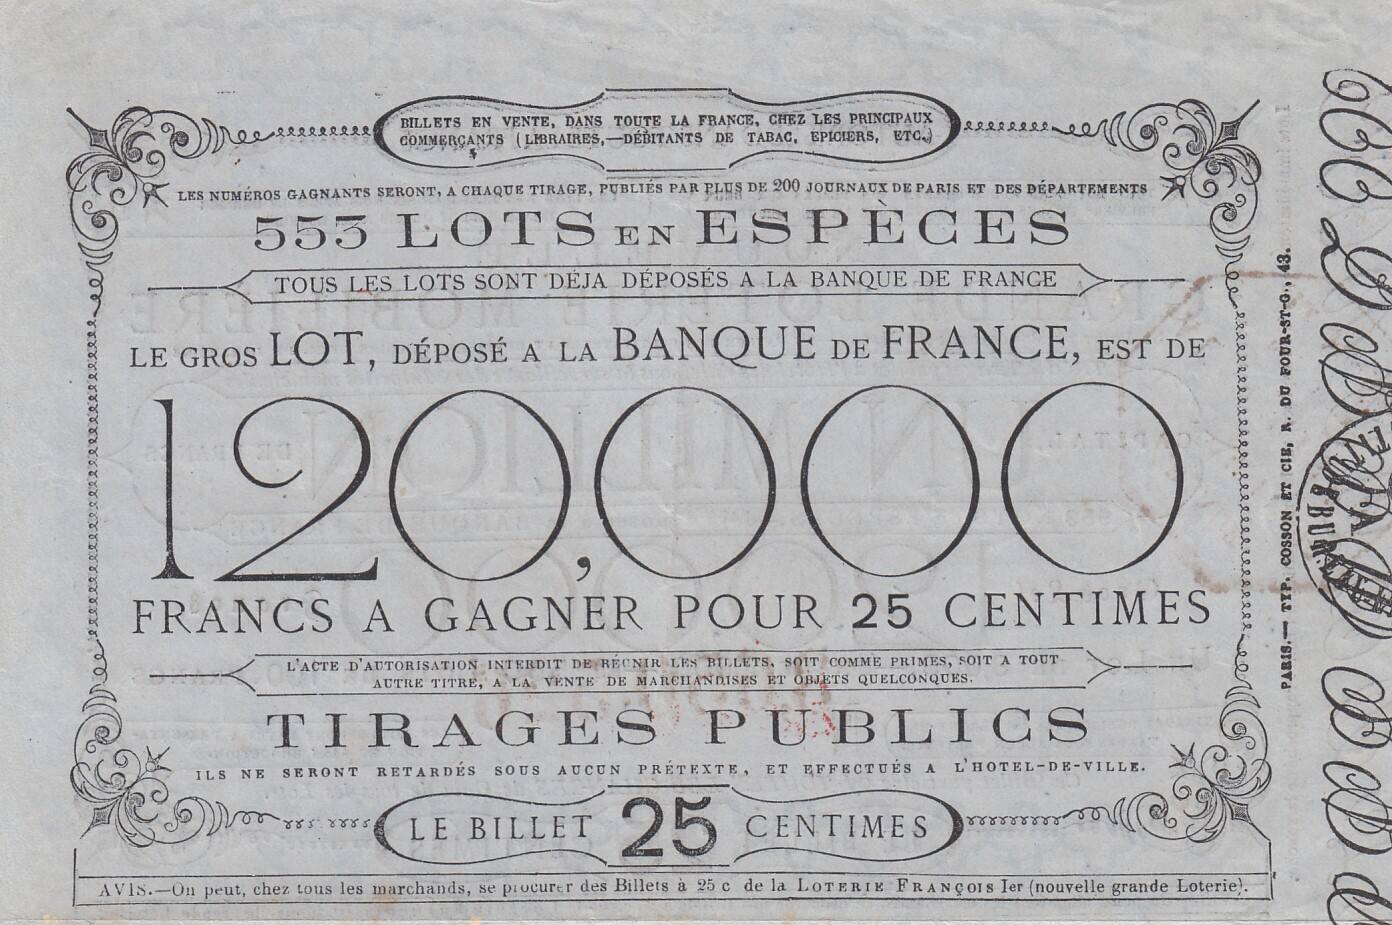 BILLETS EN VENTE, DANS TOUTE LA FRANCE, CHEZ LES PRINCIPAUX
COMMERÇANTS (LIBRAIRES,—DÉBITANTS DE TABAC, EPICIERS, ETC.)
LES NUMÉROS GAGNANTS SERONT, A CHAQUE TIRAGE, PUBLIÉS PAR PLUS DE 200 JOURNAUX DE PARIS ET DES DÉPARTEMENTS
553 LOTS EN ESPÈCES
TOUS LES LOTS SONT DÉJA DÉPOSÉS A LA BANQUE DE FRANCE
LE GROS LOT, DÉPOSÉ A LA BANQUE DE FRANCE, EST DE
120,000
FRANCS A GAGNER POUR 25 CENTIMES
L'ACTE D'AUTORISATION INTERDIT DE RÉUNIR LES BILLETS, SOIT COMME PRIMES, SOIT A TOUT
AUTRE TITRE, A LA VENTE DE MARCHANDISES ET OBJETS QUELCONQUES.
TIRAGES PUBLICS
ILS NE SERONT RETARDÉS SOUS AUCUN PRÉTEXTE, ET EFFECTUÉS A L'HOTEL-DE-VILLE.
LE BILLET 25 CENTIMES
AVIS.—On peut, chez tous les marchands, se procurer des Billets à 25 c de la LOTERIE FRANÇOIS Ier (nouvelle grande Loterie).
PARIS.— TYP. COSSON ET CIE, R. DU FOUR-ST-G., 43.